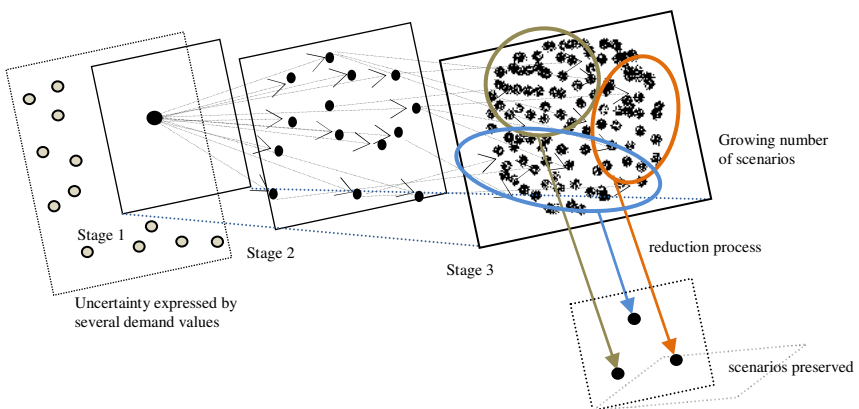 Growing number
of scenarios
Stage 1
Stage 2
Stage 3
reduction process
Uncertainty expressed by
several demand values
scenarios preserved